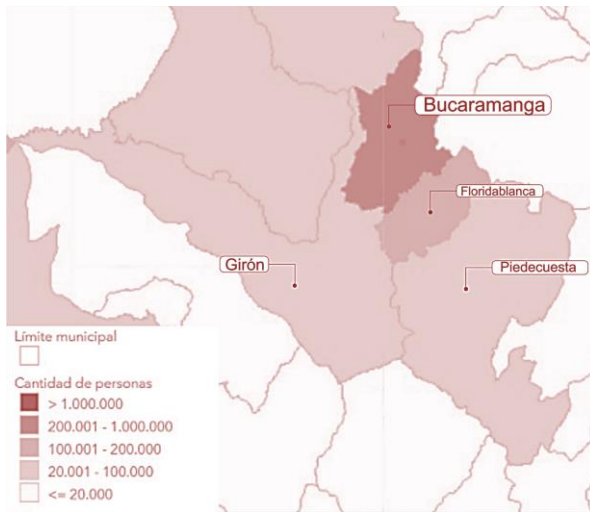 Bucaramanga
Floridablanca
Girón
Piedecuesta
Límite municipal
Cantidad de personas
> 1.000.000
200.001 - 1.000.000
100.001 - 200.000
20.001 - 100.000
<= 20.000